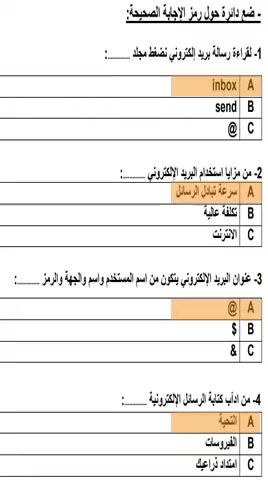 - ضع دائرة حول رمز الإجابة الصحيحة:
1- لقراءة رسالة بريد إلكتروني نضغط مجلد ..........:
A inbox
B send
C @
2- من مزايا استخدام البريد الإلكتروني ..........:
A سرعة تبادل الرسائل
B تكلفة عالية
C الانترنت
3- عنوان البريد الإلكتروني يتكون من اسم المستخدم واسم والجهة والرمز ..........:
A @
B $
C &
4- من آداب كتابة الرسائل الإلكترونية ..........:
A التحية
B الفيروسات
C امتداد ذراعيك